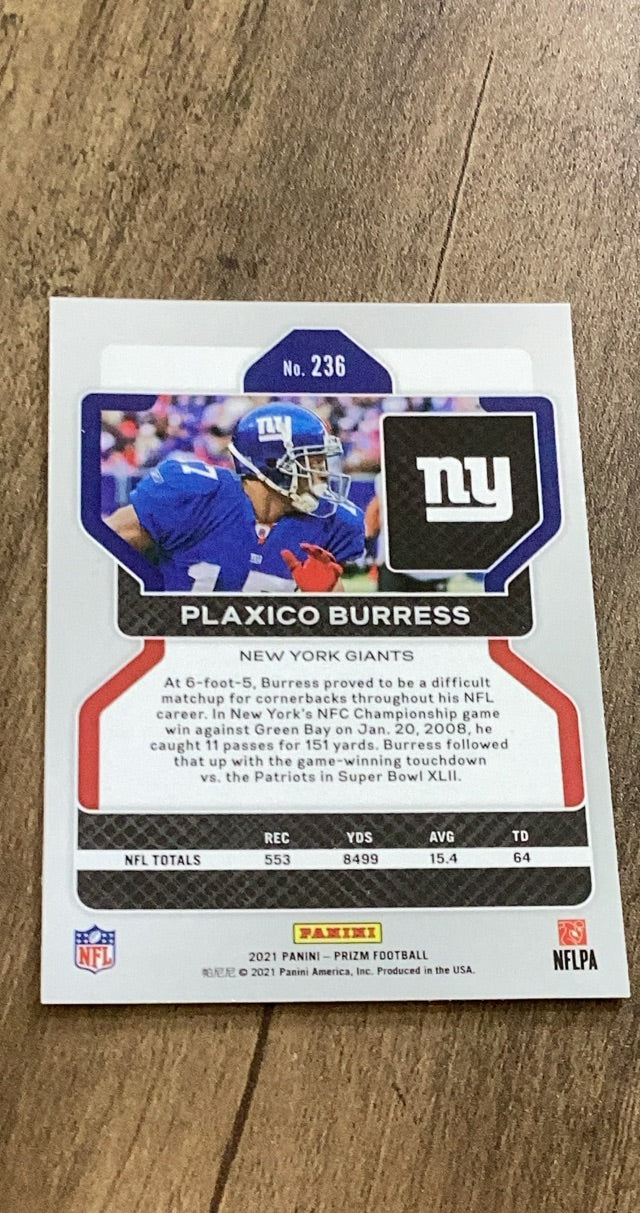 No. 236
ny
ny
17
PLAXICO BURRESS
NEW YORK GIANTS
At 6-foot-5, Burress proved to be a difficult
matchup for cornerbacks throughout his NFL
career. In New York's NFC Championship game
win against Green Bay on Jan. 20, 2008, he
caught 11 passes for 151 yards. Burress followed
that up with the game-winning touchdown
vs. the Patriots in Super Bowl XLII.
REC YDS AVG TD
NFL TOTALS 553 8499 15.4 64
PANINI
NFL
2021 PANINI – PRIZM FOOTBALL
帕尼尼 © 2021 Panini America, Inc. Produced in the USA.
NFLPA